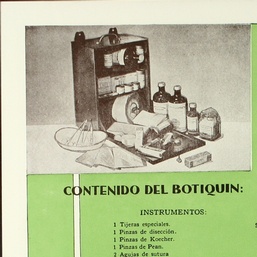 CONTENIDO DEL BOTIQUIN:
INSTRUMENTOS:
1 Tijeras especiales.
1 Pinzas de disección.
1 Pinzas de Koecher.
1 Pinzas de Pean.
2 Agujas de sutura